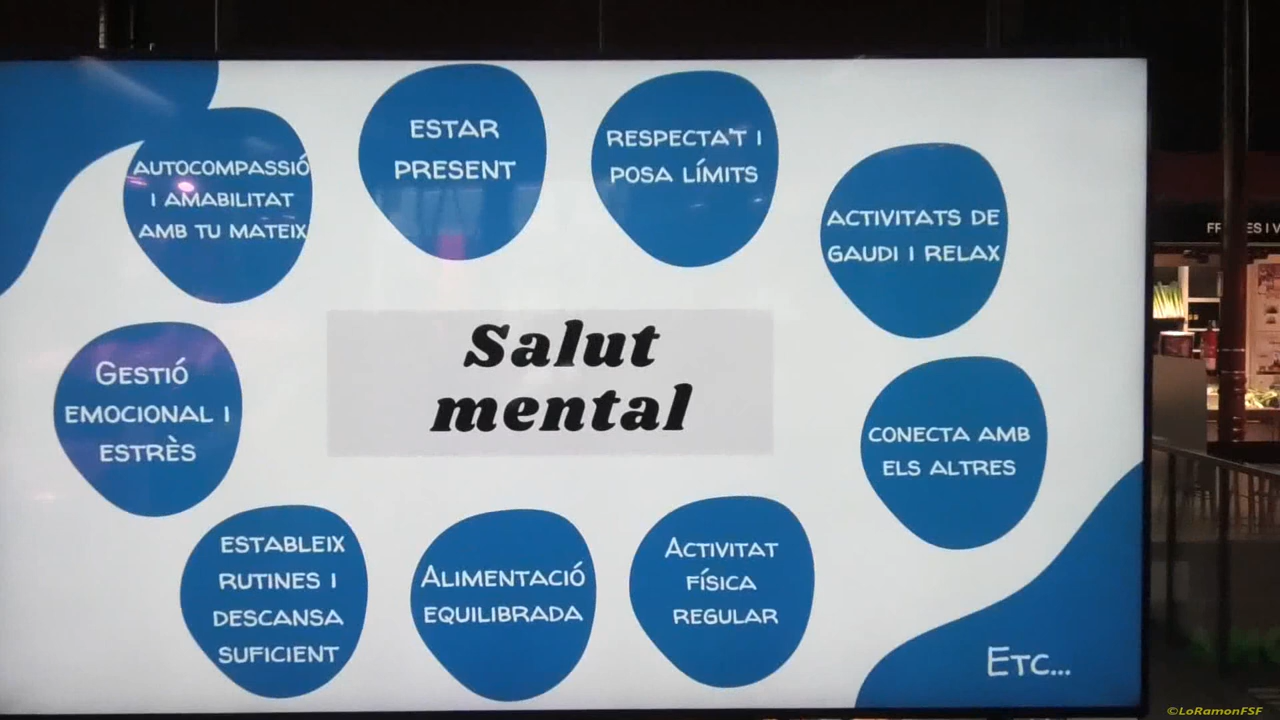 ESTAR
PRESENT
RESPECTA'T I
POSA LÍMITS
AUTOCOMPASSIÓ
I AMABILITAT
AMB TU MATEIX
ACTIVITATS DE
GAUDI I RELAX
Salut
mental
GESTIÓ
EMOCIONAL I
ESTRÈS
CONECTA AMB
ELS ALTRES
ESTABLEIX
RUTINES I
DESCANSA
SUFICIENT
ALIMENTACIÓ
EQUILIBRADA
ACTIVITAT
FÍSICA
REGULAR
ETC...
©LoRamonFSF